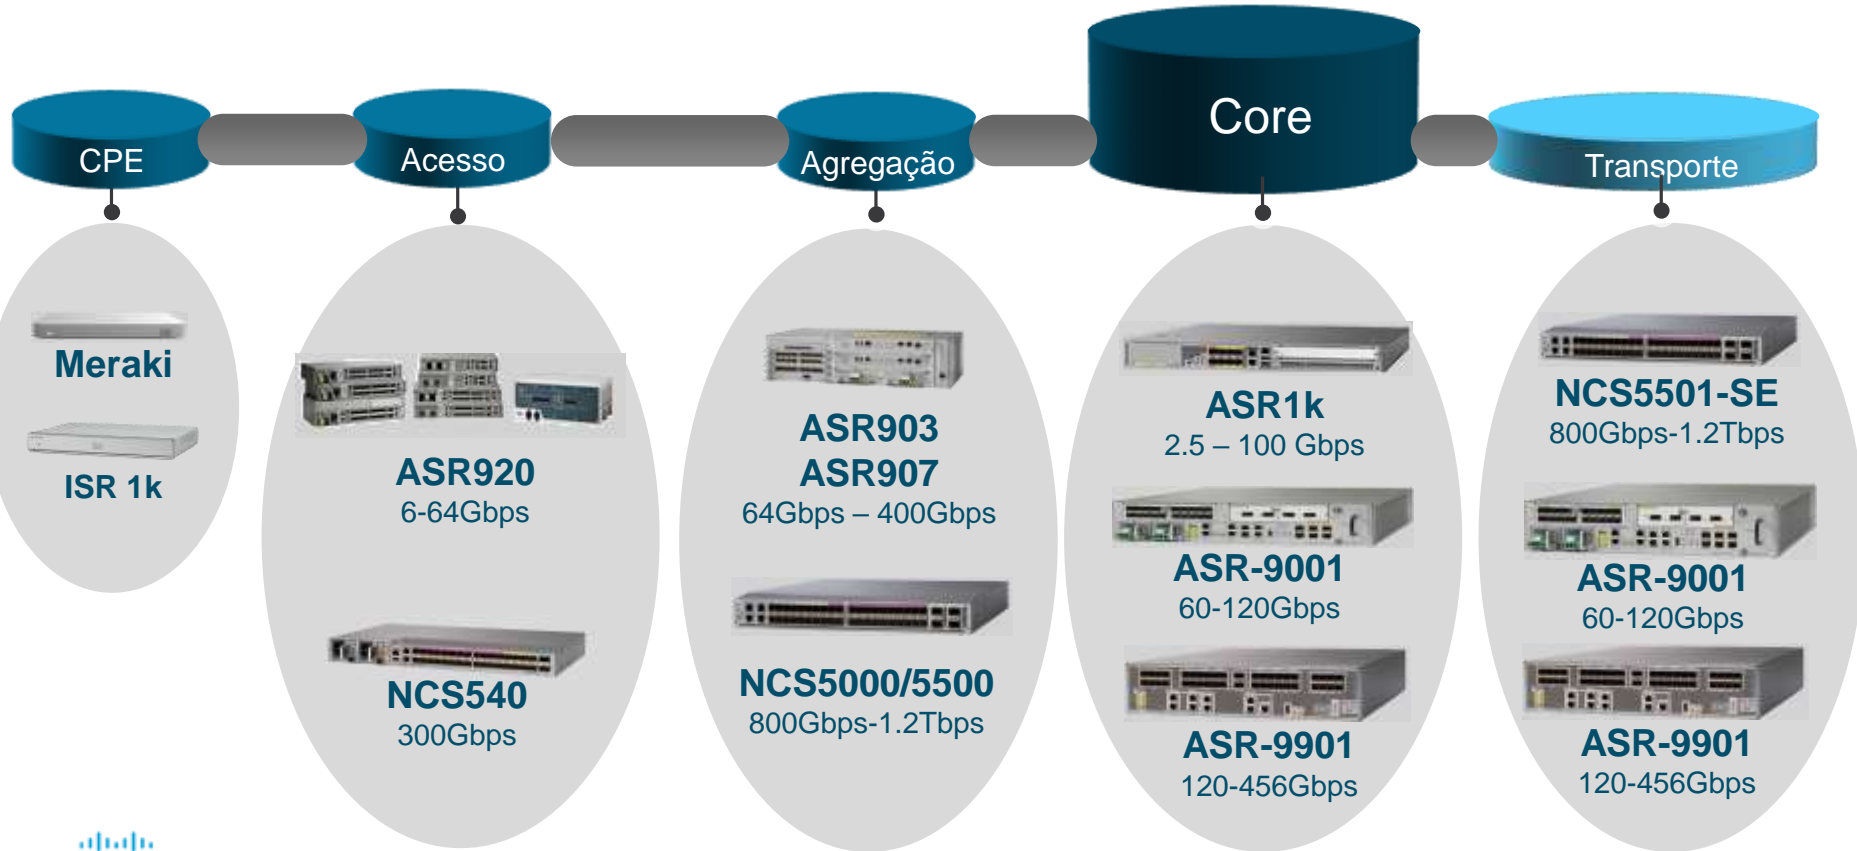 CPE
Acesso
Agregação
Core
Transporte
Meraki
ISR 1k
ASR920
6-64Gbps
NCS540
300Gbps
ASR903
ASR907
64Gbps – 400Gbps
NCS5000/5500
800Gbps-1.2Tbps
ASR1k
2.5 – 100 Gbps
ASR-9001
60-120Gbps
ASR-9901
120-456Gbps
NCS5501-SE
800Gbps-1.2Tbps
ASR-9001
60-120Gbps
ASR-9901
120-456Gbps